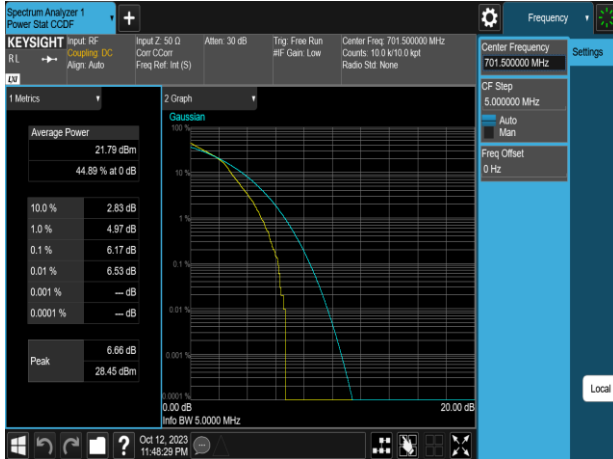 Spectrum Analyzer 1
Power Stat CCDF
+
Frequency
KEYSIGHT
RL
LXI
Input: RF
Coupling: DC
Align: Auto
Input Z: 50 Ω
Corr CCorr
Freq Ref: Int (S)
Atten: 30 dB
Trig: Free Run
#IF Gain: Low
Center Freq: 701.500000 MHz
Counts: 10.0 k/10.0 kpt
Radio Std: None
Center Frequency
701.500000 MHz
Settings
CF Step
5.000000 MHz
Auto
Man
Freq Offset
0 Hz
1 Metrics
Average Power
21.79 dBm
44.89 % at 0 dB
10.0 % 2.83 dB
1.0 % 4.97 dB
0.1 % 6.17 dB
0.01 % 6.53 dB
0.001 % --- dB
0.0001 % --- dB
Peak
6.66 dB
28.45 dBm
2 Graph
Gaussian
100 %
10 %
1 %
0.1 %
0.01 %
0.001 %
0.0001 %
0.00 dB 20.00 dB
Info BW 5.0000 MHz
Local
?
Oct 12, 2023
11:48:29 PM